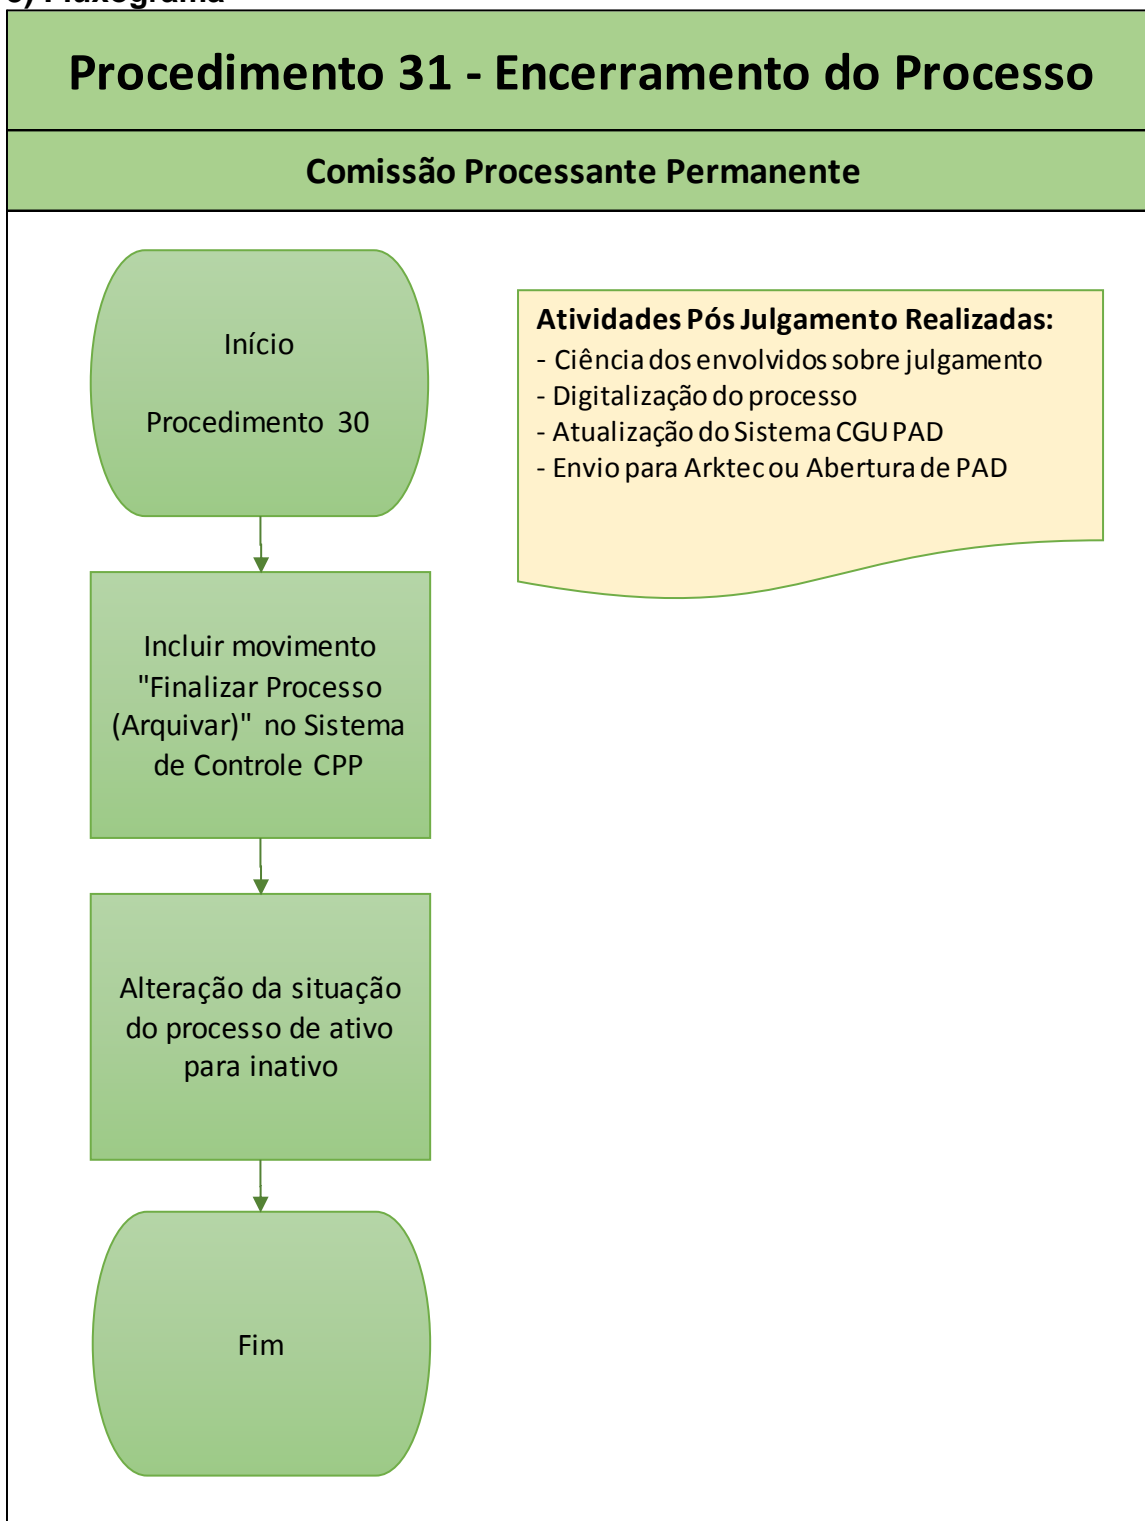 c) Fluxograma
Procedimento 31 - Encerramento do Processo
Comissão Processante Permanente
Início
Procedimento 30
Atividades Pós Julgamento Realizadas:
- Ciência dos envolvidos sobre julgamento
- Digitalização do processo
- Atualização do Sistema CGU PAD
- Envio para Arktec ou Abertura de PAD
Incluir movimento
"Finalizar Processo
(Arquivar)" no Sistema
de Controle CPP
Alteração da situação
do processo de ativo
para inativo
Fim